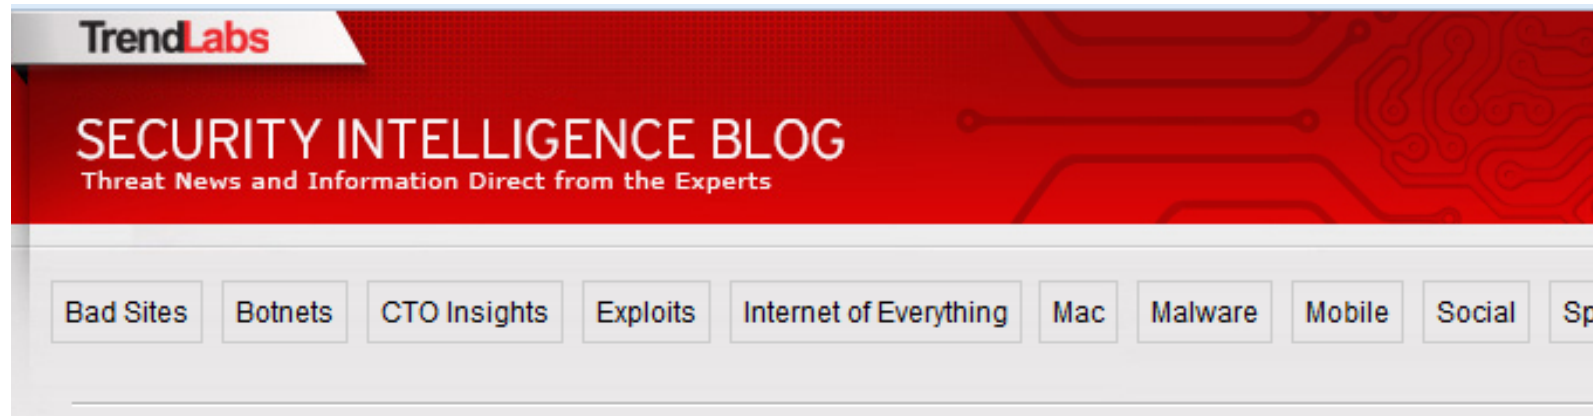 TrendLabs
SECURITY INTELLIGENCE BLOG
Threat News and Information Direct from the Experts
Bad Sites Botnets CTO Insights Exploits Internet of Everything Mac Malware Mobile Social Sp